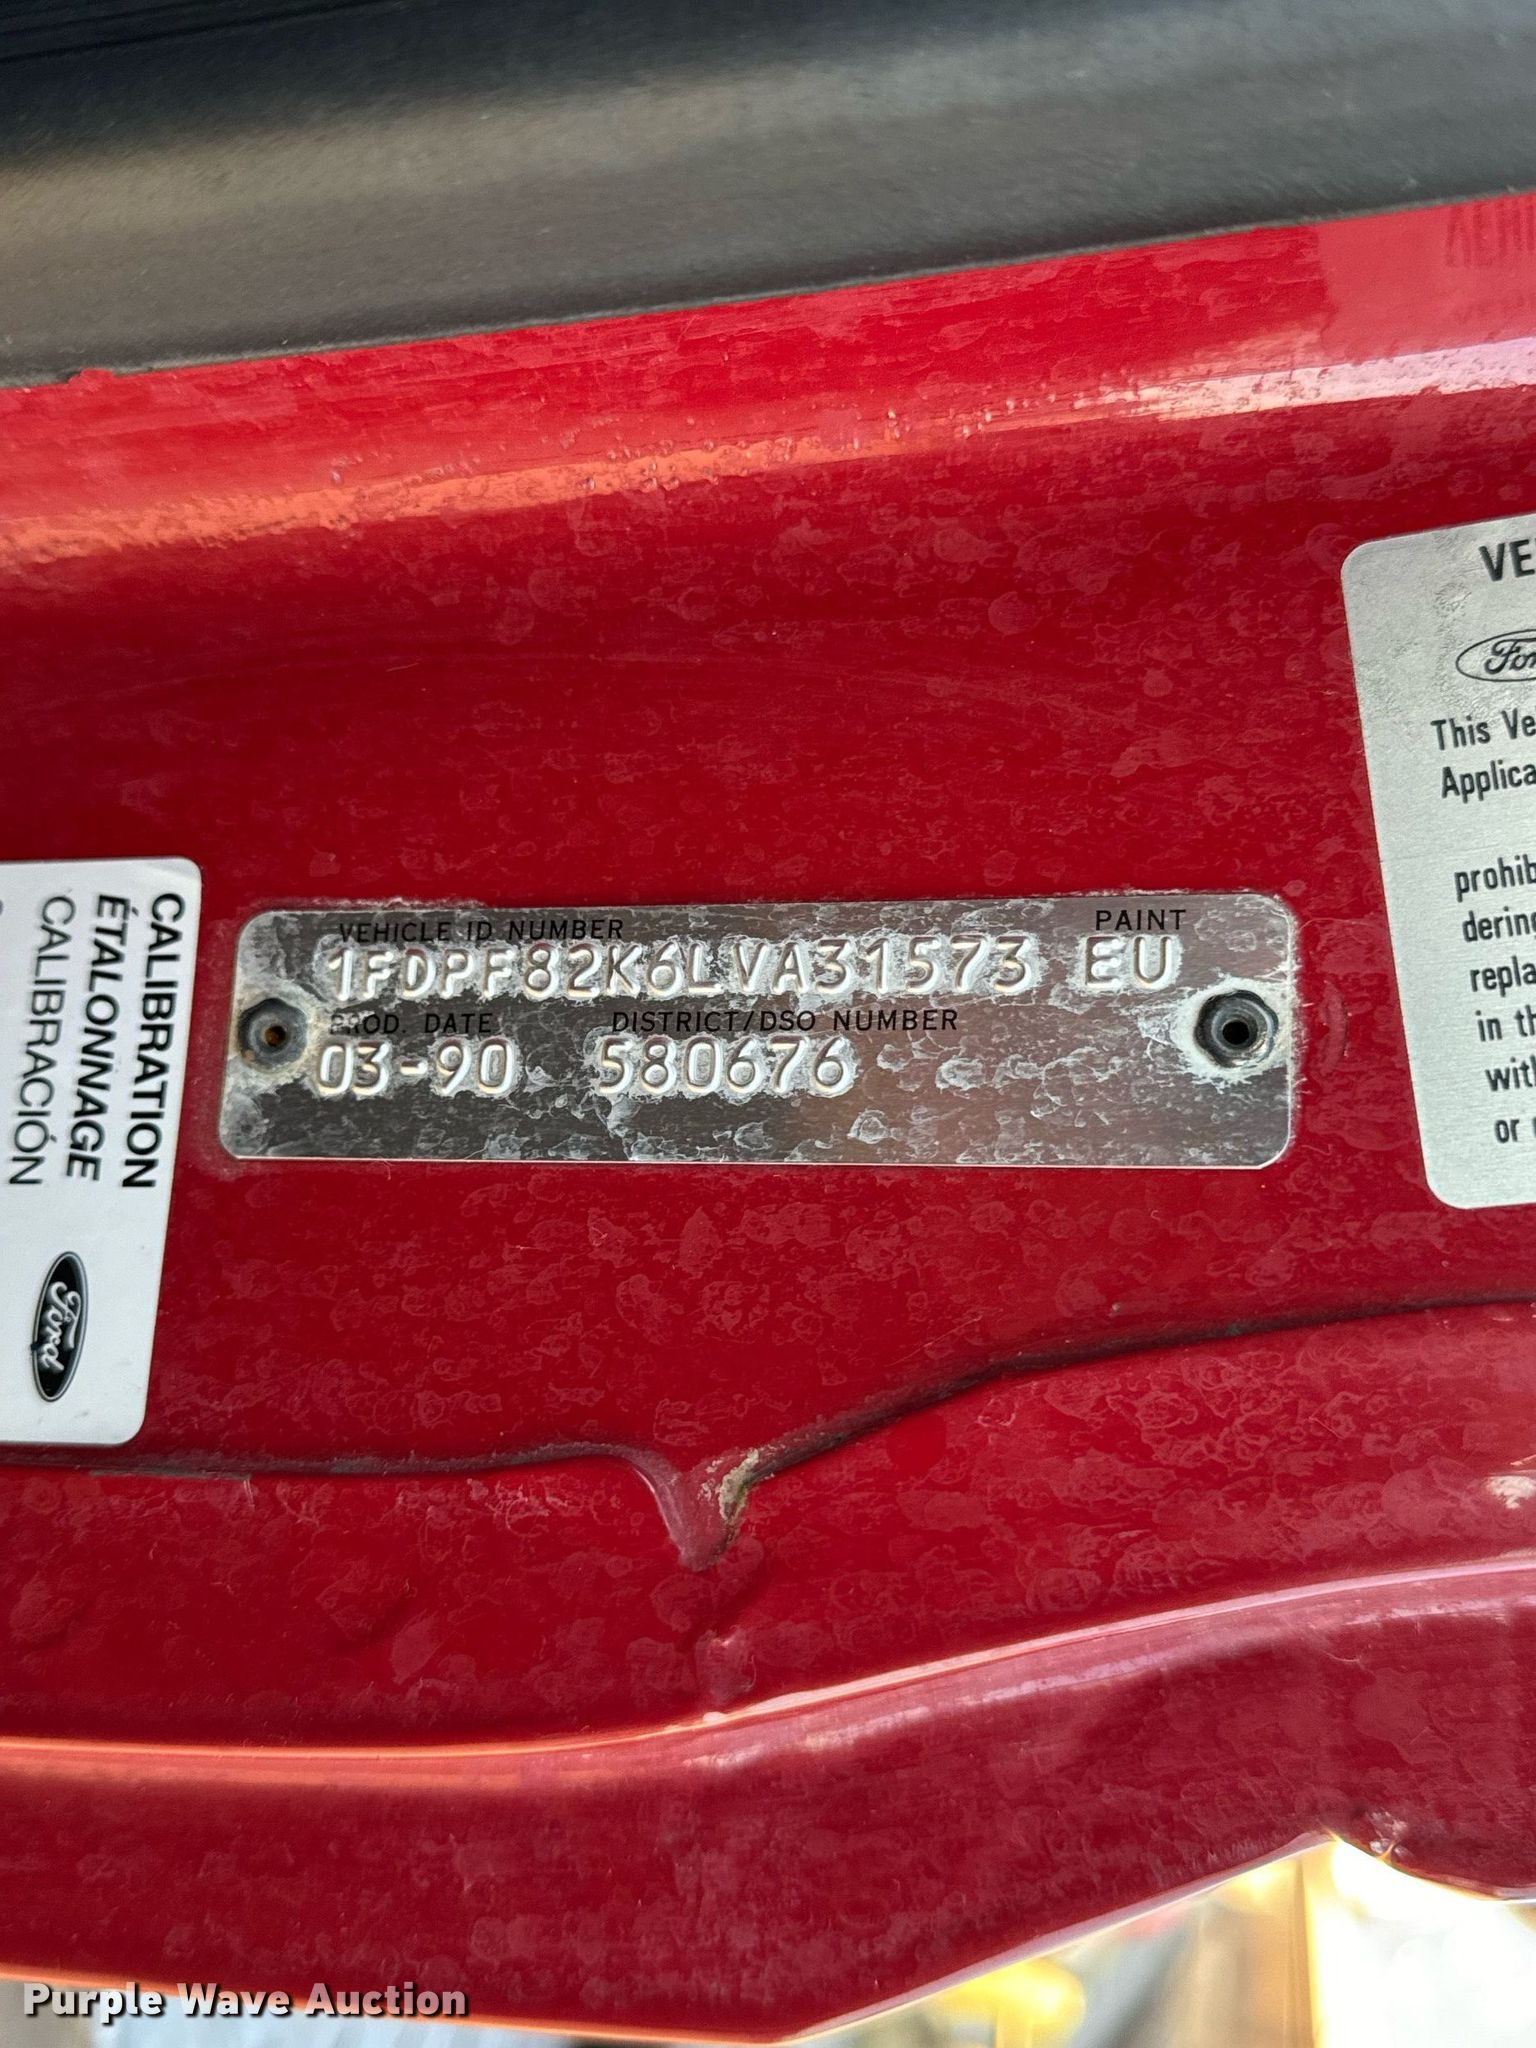 VEHI
VE
Ford
This Ve
Applica
prohib
dering
repla
in th
with
or
CALIBRATION
ÉTALONNAGE
CALIBRACIÓN
Ford
VEHICLE ID NUMBER PAINT
1FDPF82K6LVA31573 EU
PROD. DATE DISTRICT/DSO NUMBER
03-90 580676
Purple Wave Auction